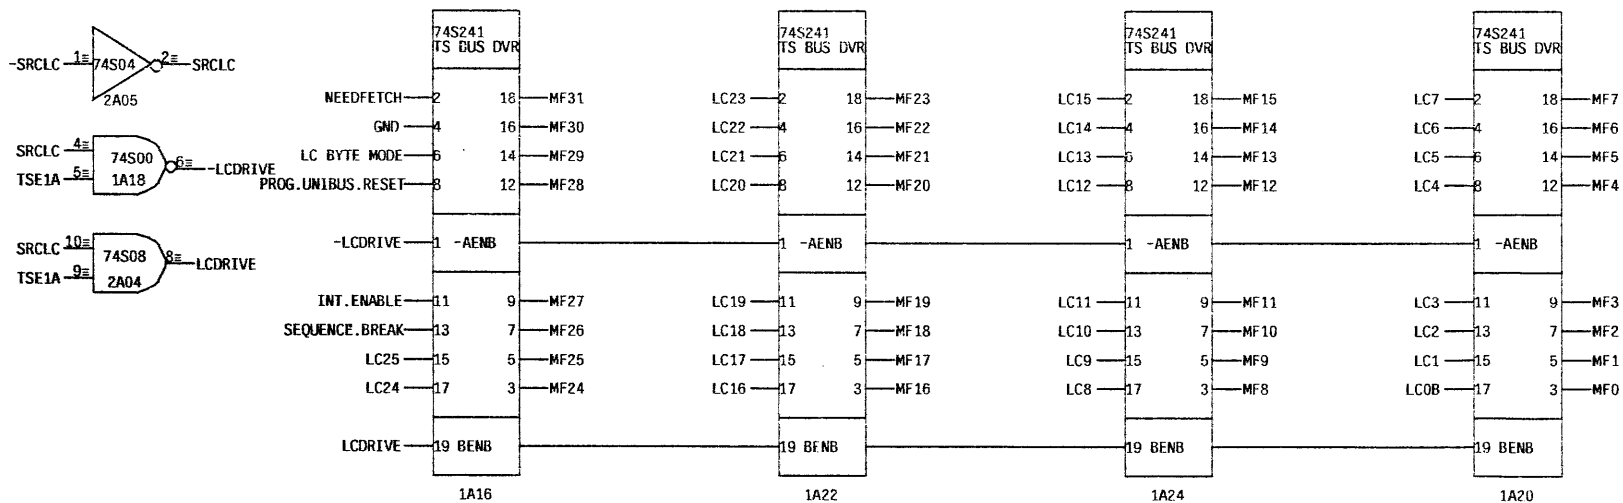 -SRCLC 1≡ 74S04 2≡ SRCLC
2A05
SRCLC 4≡ 74S00 6≡ -LCDRIVE
TSE1A 5≡ 1A18
SRCLC 10≡ 74S08 8≡ LCDRIVE
TSE1A 9≡ 2A04
74S241
TS BUS DVR
NEEDFETCH 2 18 MF31
GND 4 16 MF30
LC BYTE MODE 6 14 MF29
PROG.UNIBUS.RESET 8 12 MF28
-LCDRIVE 1 -AENB
INT.ENABLE 11 9 MF27
SEQUENCE.BREAK 13 7 MF26
LC25 15 5 MF25
LC24 17 3 MF24
LCDRIVE 19 BENB
1A16
74S241
TS BUS DVR
LC23 2 18 MF23
LC22 4 16 MF22
LC21 6 14 MF21
LC20 8 12 MF20
1 -AENB
LC19 11 9 MF19
LC18 13 7 MF18
LC17 15 5 MF17
LC16 17 3 MF16
19 BENB
1A22
74S241
TS BUS DVR
LC15 2 18 MF15
LC14 4 16 MF14
LC13 6 14 MF13
LC12 8 12 MF12
1 -AENB
LC11 11 9 MF11
LC10 13 7 MF10
LC9 15 5 MF9
LC8 17 3 MF8
19 BENB
1A24
74S241
TS BUS DVR
LC7 2 18 MF7
LC6 4 16 MF6
LC5 6 14 MF5
LC4 8 12 MF4
1 -AENB
LC3 11 9 MF3
LC2 13 7 MF2
LC1 15 5 MF1
LC0B 17 3 MF0
19 BENB
1A20